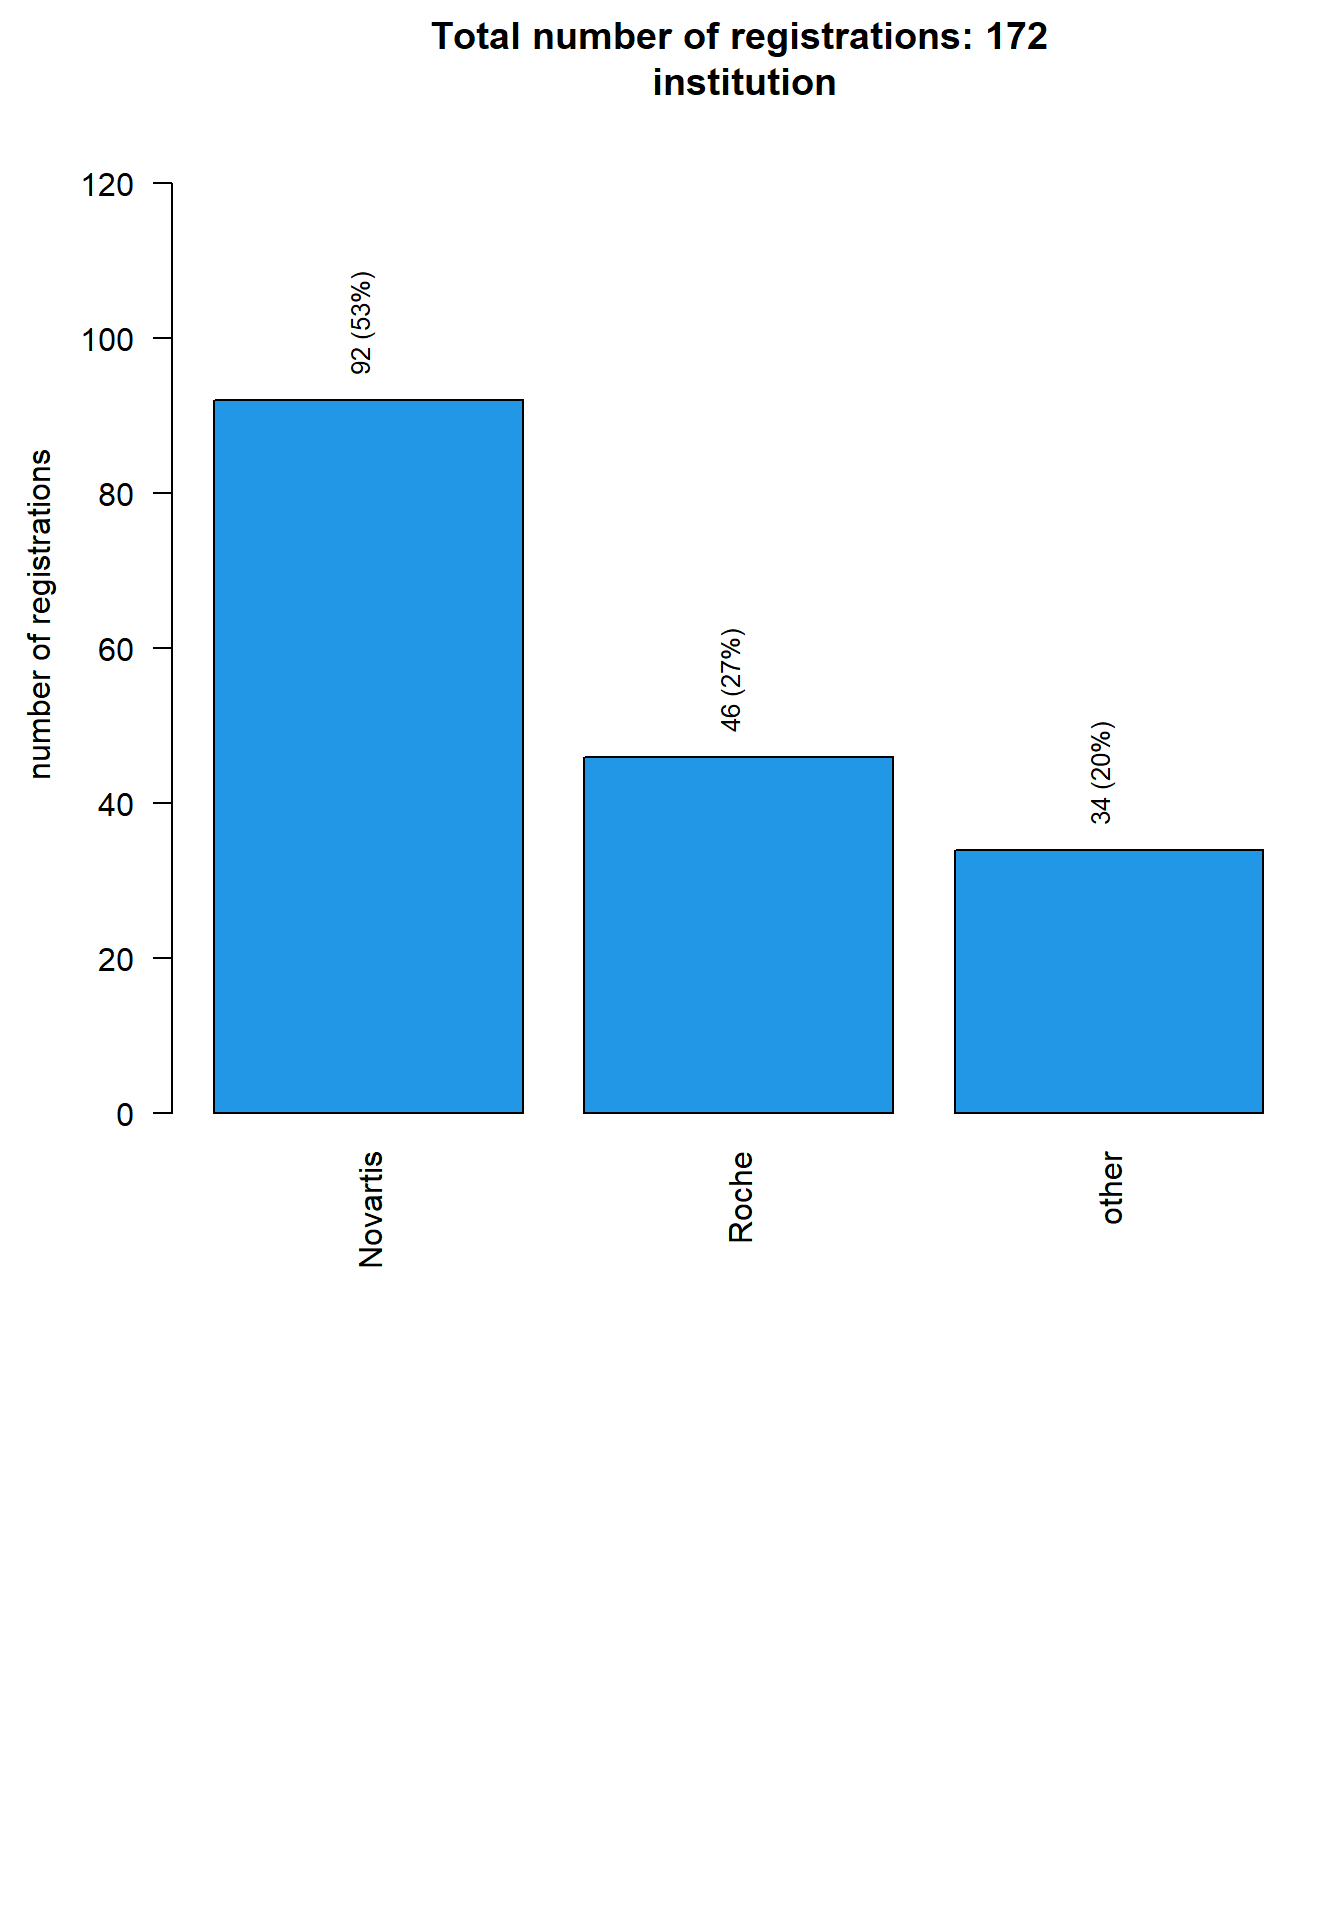 Total number of registrations: 172
institution
number of registrations
120
100
80
60
40
20
0
92 (53%)
46 (27%)
34 (20%)
Novartis
Roche
other